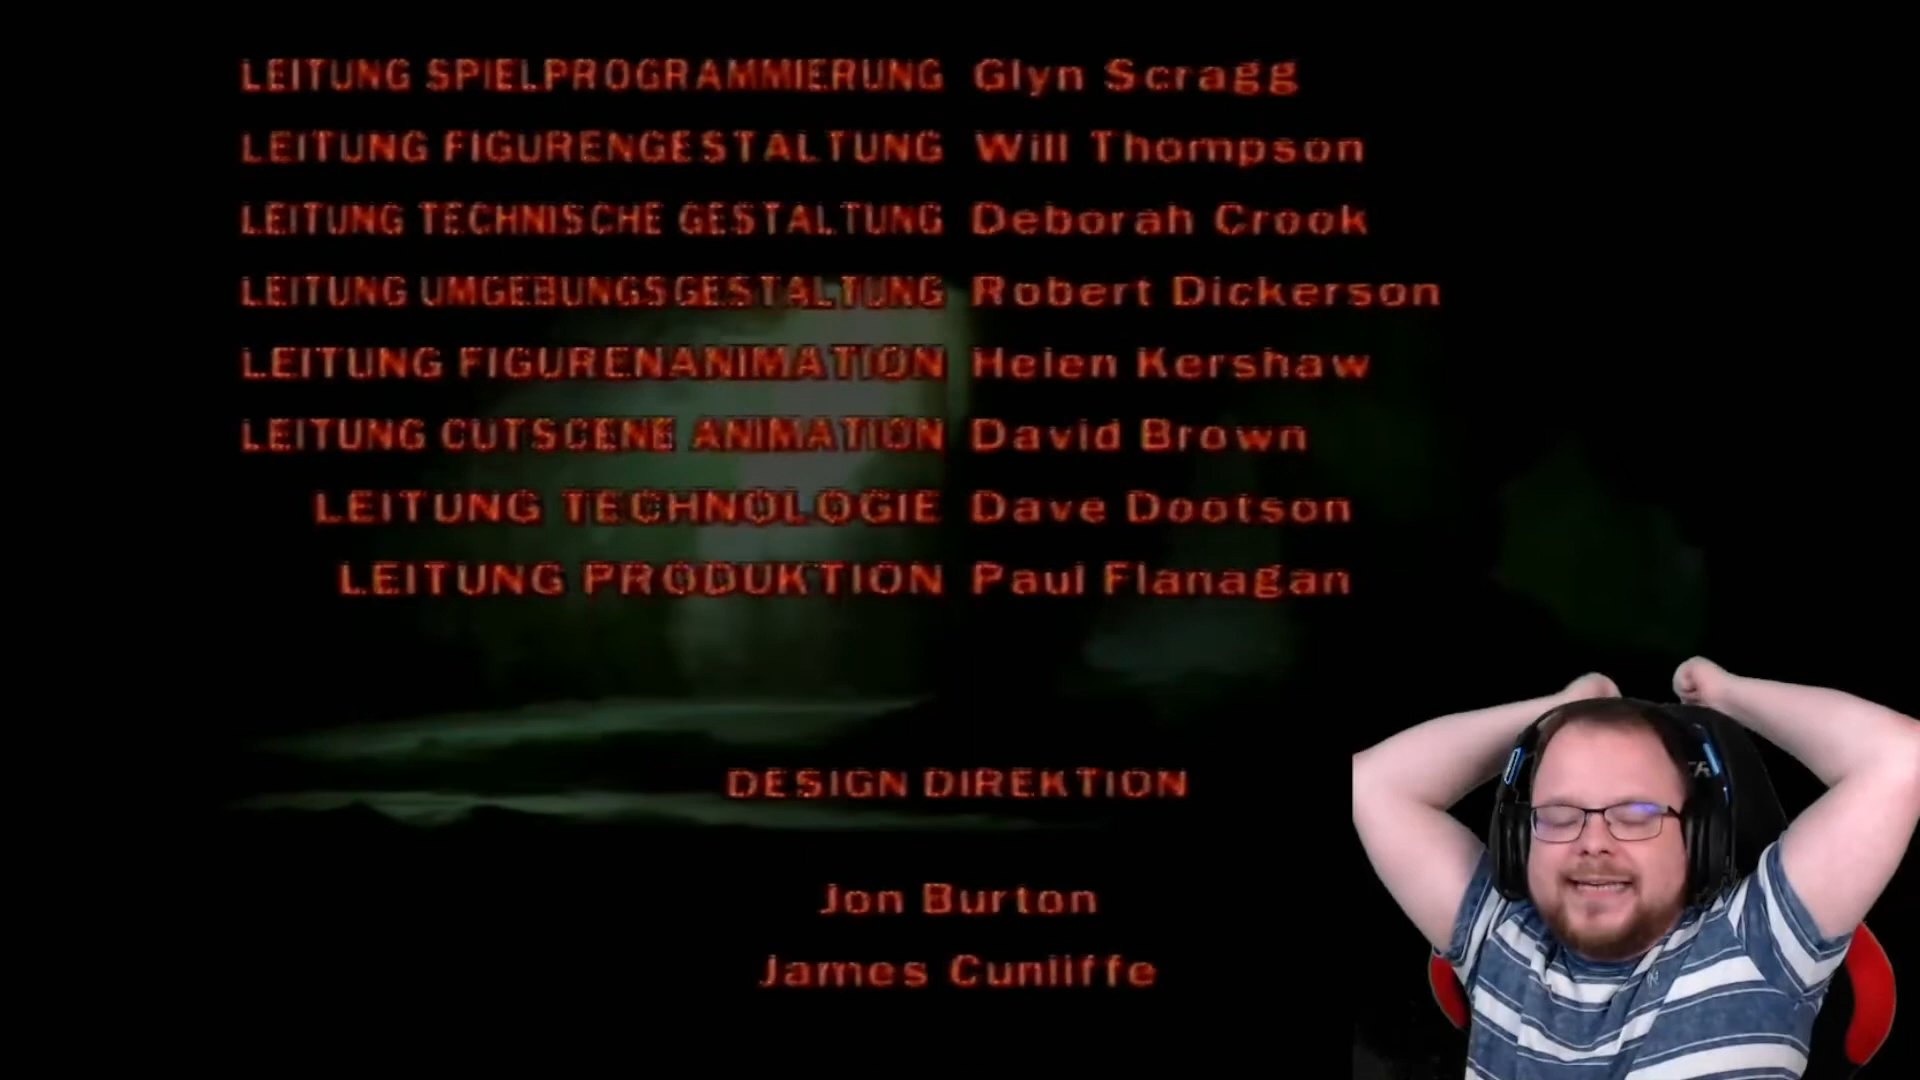 LEITUNG SPIELPROGRAMMIERUNG Glyn Scragg
LEITUNG FIGURENGESTALTUNG Will Thompson
LEITUNG TECHNISCHE GESTALTUNG Deborah Crook
LEITUNG UMGEBUNGSGESTALTUNG Robert Dickerson
LEITUNG FIGURENANIMATION Helen Kershaw
LEITUNG CUTSCENE ANIMATION David Brown
LEITUNG TECHNOLOGIE Dave Dootson
LEITUNG PRODUKTION Paul Flanagan
DESIGN DIREKTION
Jon Burton
James Cunliffe